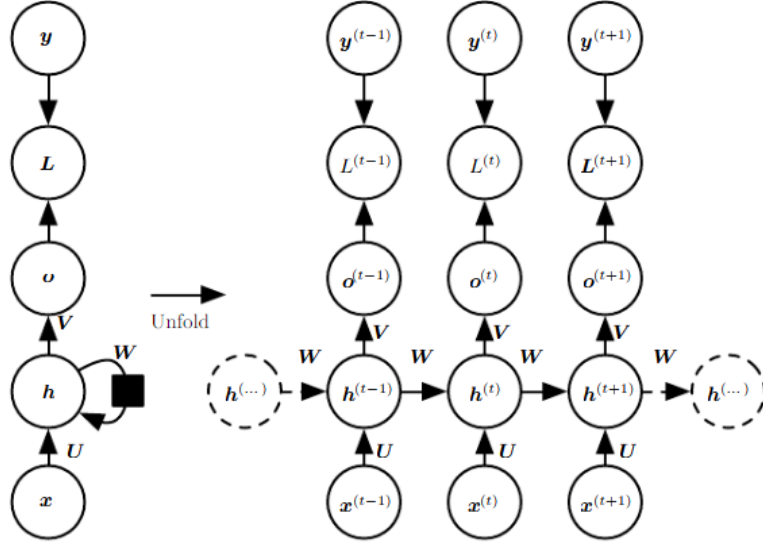 y y^(t−1) y^(t) y^(t+1)
L L^(t−1) L^(t) L^(t+1)
o o^(t−1) o^(t) o^(t+1)
Unfold
V V V V
W W W W W
h h^(...) h^(t−1) h^(t) h^(t+1) h^(...)
U U U U
x x^(t−1) x^(t) x^(t+1)